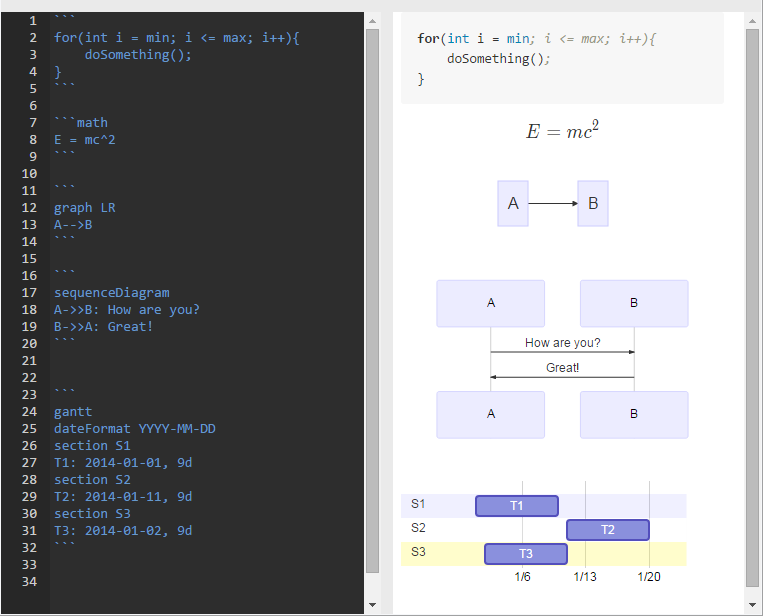 1 ```
2 for(int i = min; i <= max; i++){
3     doSomething();
4 }
5 ```
6
7 ```math
8 E = mc^2
9 ```
10
11 ```
12 graph LR
13 A-->B
14 ```
15
16 ```
17 sequenceDiagram
18 A->>B: How are you?
19 B->>A: Great!
20 ```
21
22
23 ```
24 gantt
25 dateFormat YYYY-MM-DD
26 section S1
27 T1: 2014-01-01, 9d
28 section S2
29 T2: 2014-01-11, 9d
30 section S3
31 T3: 2014-01-02, 9d
32 ```
33
34
for(int i = min; i <= max; i++){
    doSomething();
}
E = mc²
A B
A B
How are you?
Great!
A B
S1 T1
S2 T2
S3 T3
1/6 1/13 1/20